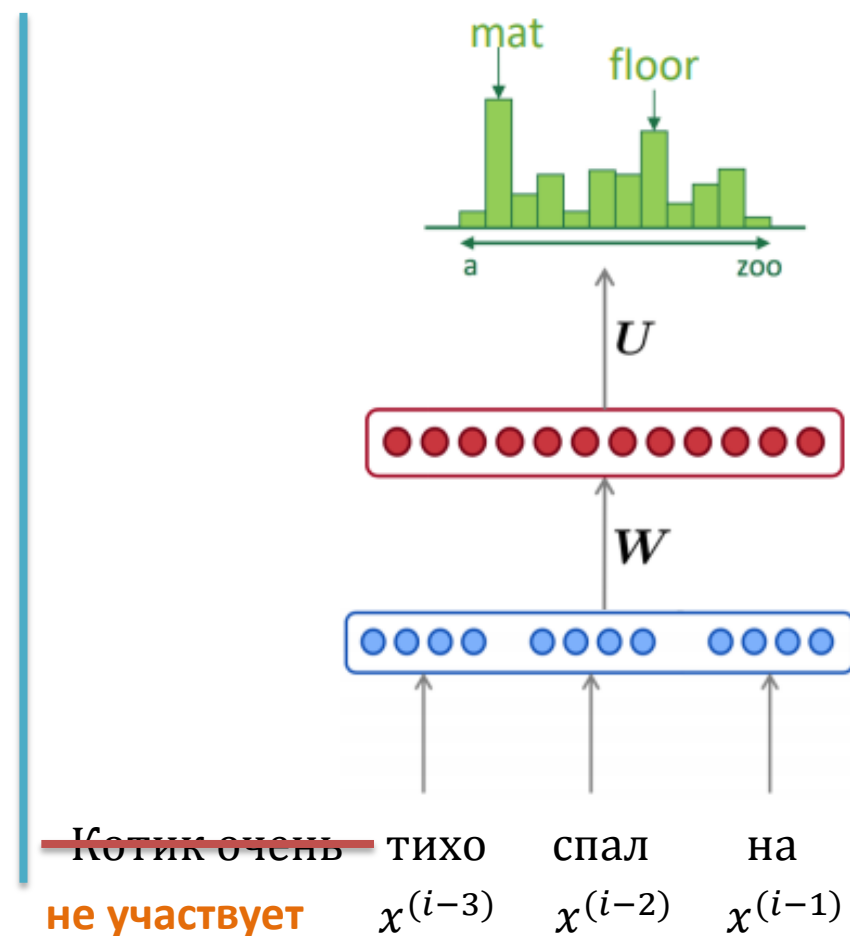 mat
floor
a zoo
U
W
Котик очень тихо спал на
не участвует x^(i−3) x^(i−2) x^(i−1)